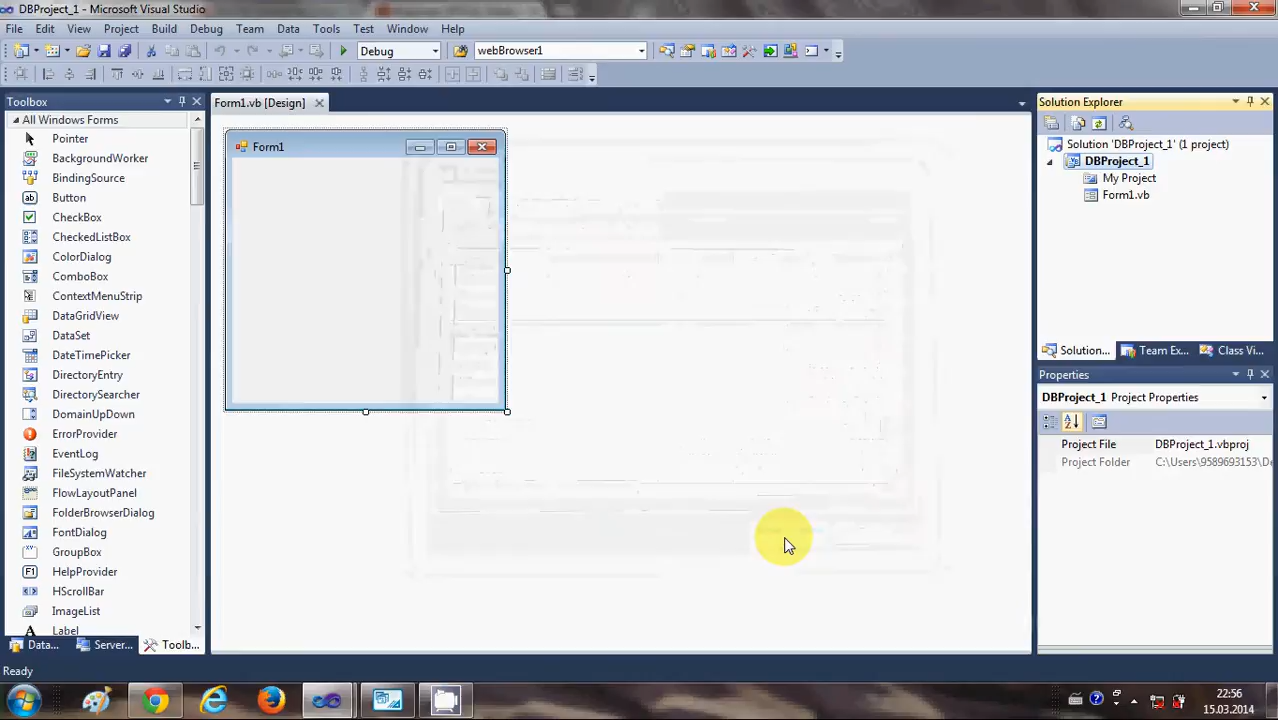 DBProject_1 - Microsoft Visual Studio
File Edit View Project Build Debug Team Data Tools Test Window Help
Debug webBrowser1
Toolbox
All Windows Forms
Pointer
BackgroundWorker
BindingSource
Button
CheckBox
CheckedListBox
ColorDialog
ComboBox
ContextMenuStrip
DataGridView
DataSet
DateTimePicker
DirectoryEntry
DirectorySearcher
DomainUpDown
ErrorProvider
EventLog
FileSystemWatcher
FlowLayoutPanel
FolderBrowserDialog
FontDialog
GroupBox
HelpProvider
HScrollBar
ImageList
Label
Data... Server... Toolb...
Form1.vb [Design]
Form1
Solution Explorer
Solution 'DBProject_1' (1 project)
DBProject_1
My Project
Form1.vb
Solution... Team Ex... Class Vi...
Properties
DBProject_1 Project Properties
Project File DBProject_1.vbproj
Project Folder C:\Users\9589693153\De
Ready
22:56
15.03.2014